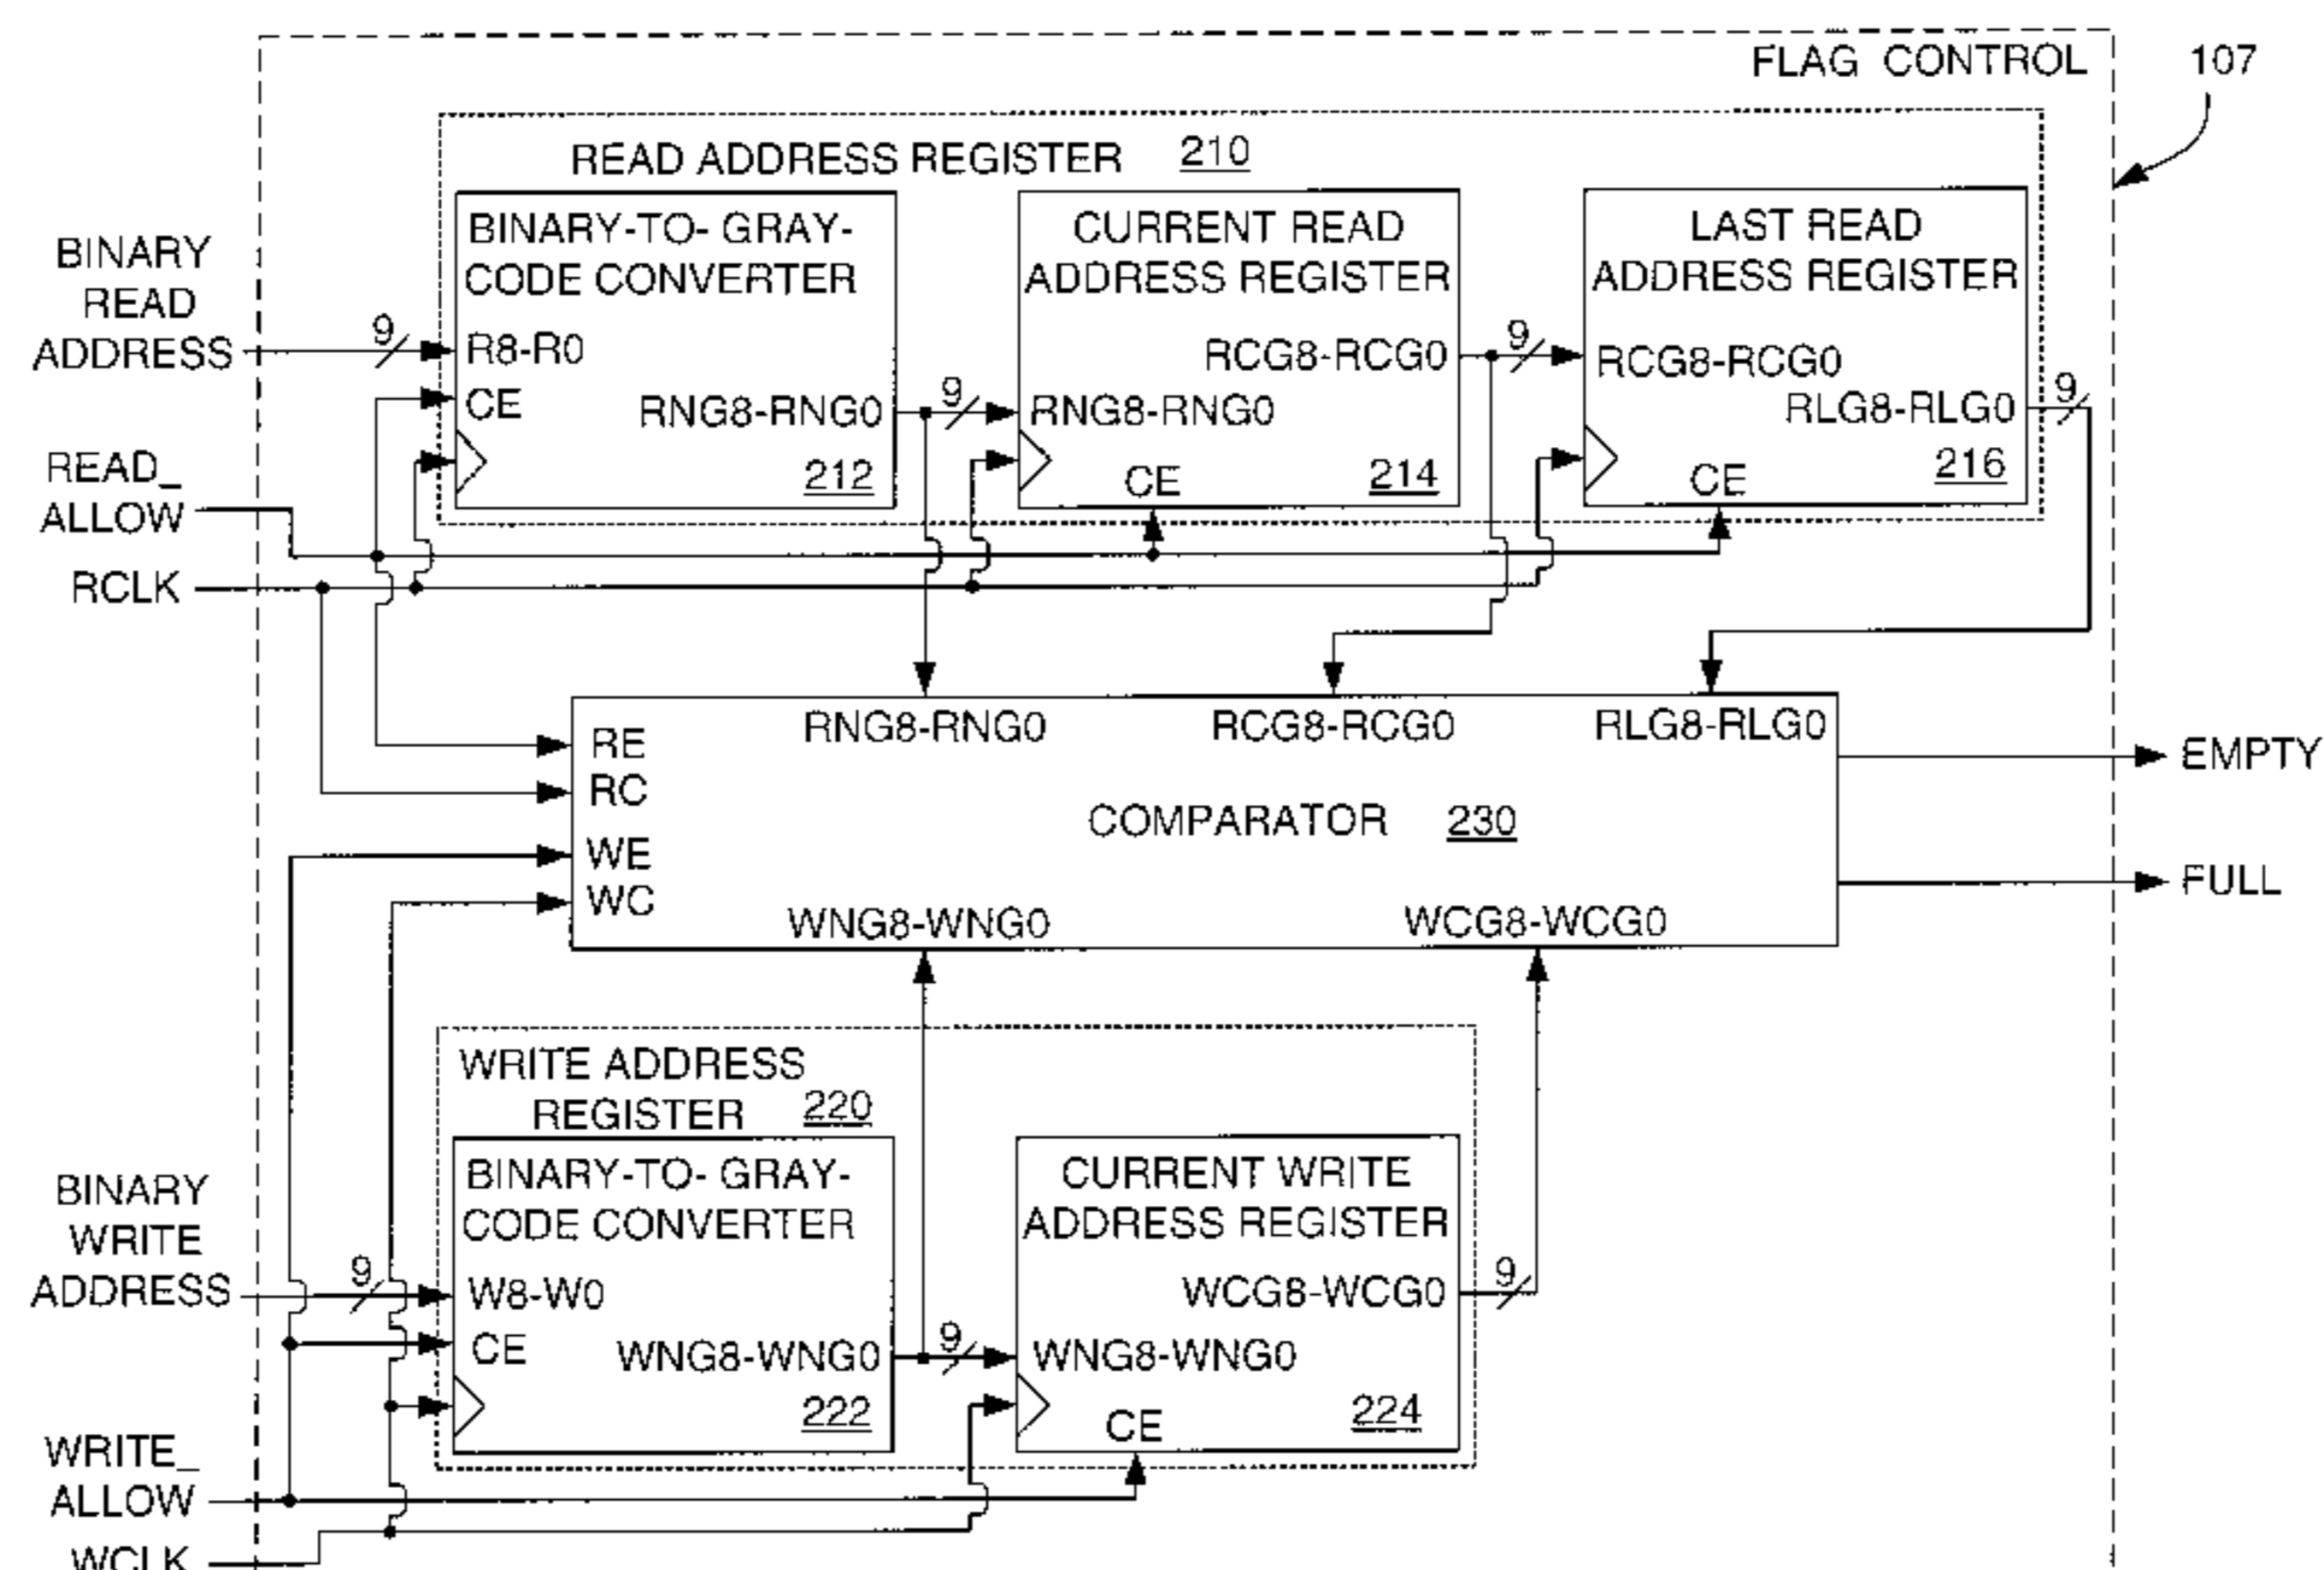 FLAG CONTROL
107
READ ADDRESS REGISTER 210
BINARY-TO- GRAY-
CODE CONVERTER
R8-R0
CE
RNG8-RNG0
212
CURRENT READ
ADDRESS REGISTER
RCG8-RCG0
RNG8-RNG0
CE
214
LAST READ
ADDRESS REGISTER
RCG8-RCG0
RLG8-RLG0
CE
216
BINARY
READ
ADDRESS
9
9
9
9
READ_
ALLOW
RCLK
RNG8-RNG0
RCG8-RCG0
RLG8-RLG0
RE
RC
WE
WC
COMPARATOR 230
WNG8-WNG0
WCG8-WCG0
EMPTY
FULL
WRITE ADDRESS
REGISTER 220
BINARY-TO- GRAY-
CODE CONVERTER
W8-W0
CE
WNG8-WNG0
222
CURRENT WRITE
ADDRESS REGISTER
WCG8-WCG0
WNG8-WNG0
CE
224
BINARY
WRITE
ADDRESS
9
9
9
WRITE_
ALLOW
WCLK